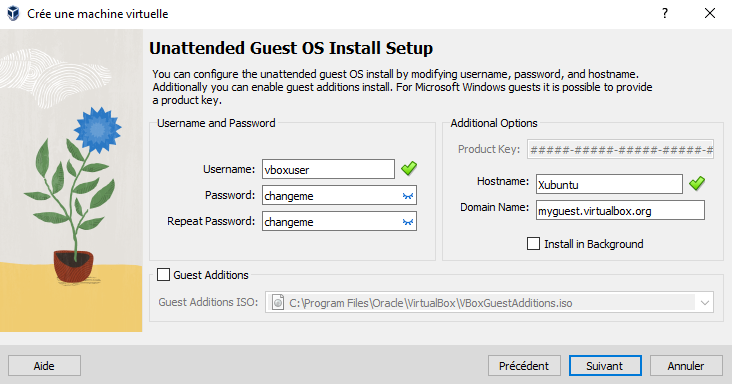 Crée une machine virtuelle
?
Unattended Guest OS Install Setup
You can configure the unattended guest OS install by modifying username, password, and hostname.
Additionally you can enable guest additions install. For Microsoft Windows guests it is possible to provide
a product key.
Username and Password
Username: vboxuser
Password: changeme
Repeat Password: changeme
Additional Options
Product Key: #####-#####-#####-#####-#
Hostname: Xubuntu
Domain Name: myguest.virtualbox.org
Install in Background
Guest Additions
Guest Additions ISO: C:\Program Files\Oracle\VirtualBox\VBoxGuestAdditions.iso
Aide
Précédent
Suivant
Annuler